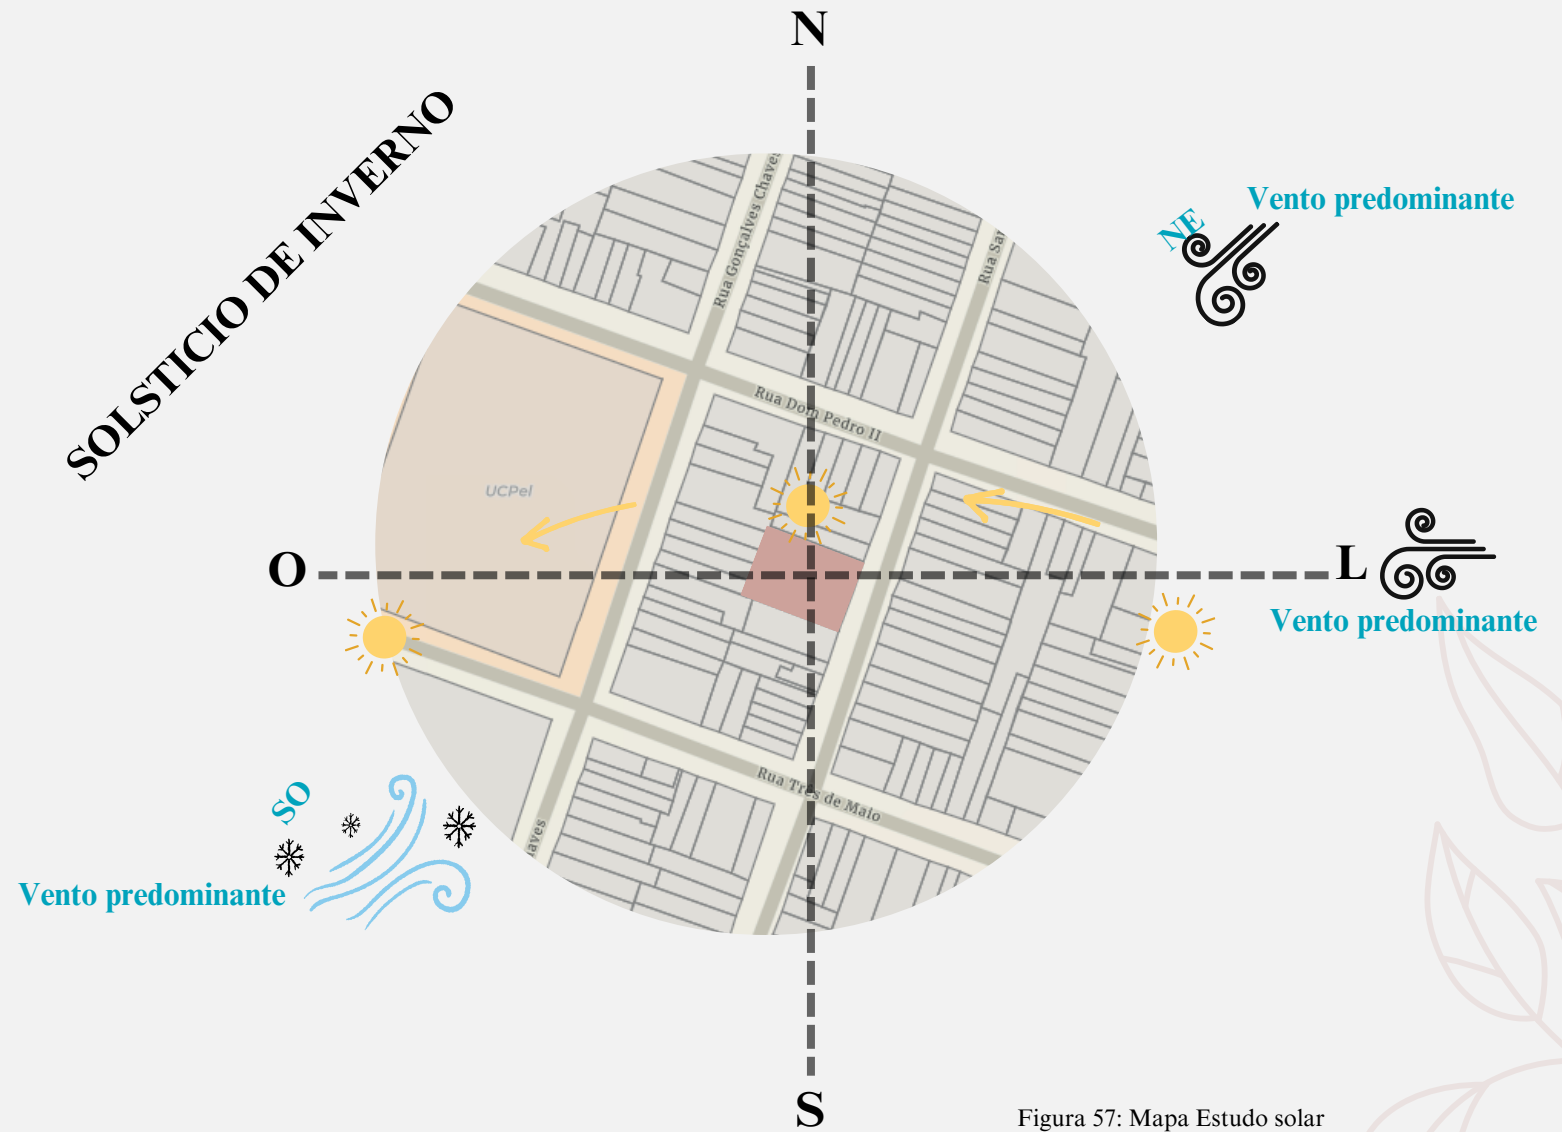 N
SOLSTICIO DE INVERNO
Vento predominante
NE
Rua Gonçalves Chaves
Rua
Rua Dom Pedro II
UCPel
O
L
Vento predominante
SO
Rua Três de Maio
Vento predominante
S
Figura 57: Mapa Estudo solar